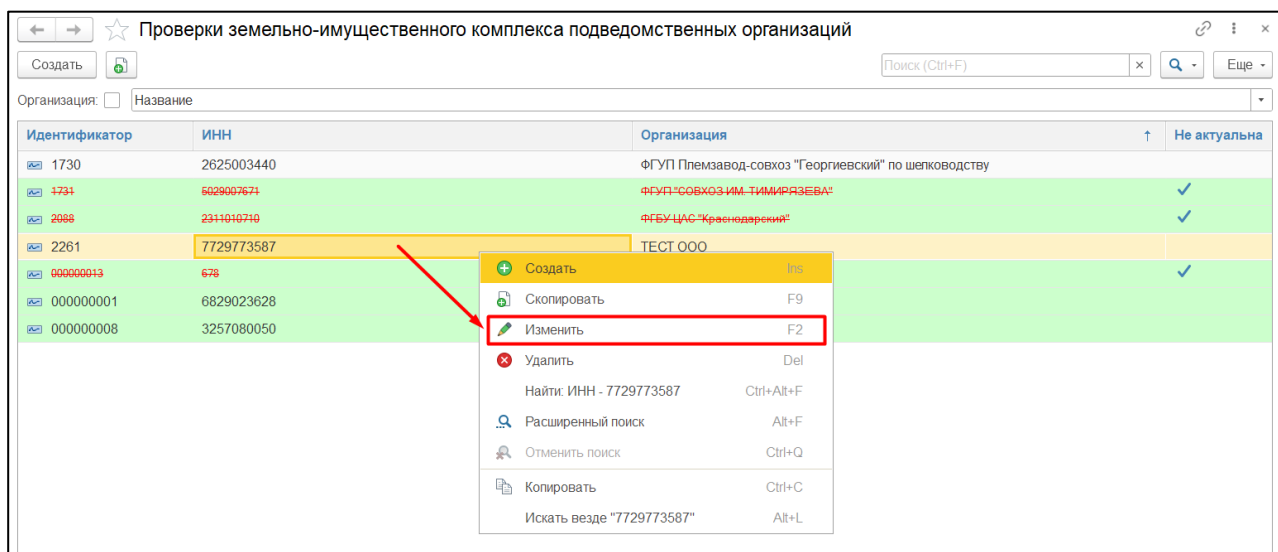 Проверки земельно-имущественного комплекса подведомственных организаций
Создать Поиск (Ctrl+F) Еще
Организация: Название
Идентификатор ИНН Организация Не актуальна
1730 2625003440 ФГУП Племзавод-совхоз "Георгиевский" по шелководству
1731 5029007671 ФГУП "СОВХОЗ ИМ. ТИМИРЯЗЕВА"
2088 2311010710 ФГБУ ЦАС "Краснодарский"
2261 7729773587 ТЕСТ ООО
000000013 678
000000001 6829023628
000000008 3257080050
Создать Ins
Скопировать F9
Изменить F2
Удалить Del
Найти: ИНН - 7729773587 Ctrl+Alt+F
Расширенный поиск Alt+F
Отменить поиск Ctrl+Q
Копировать Ctrl+C
Искать везде "7729773587" Alt+L